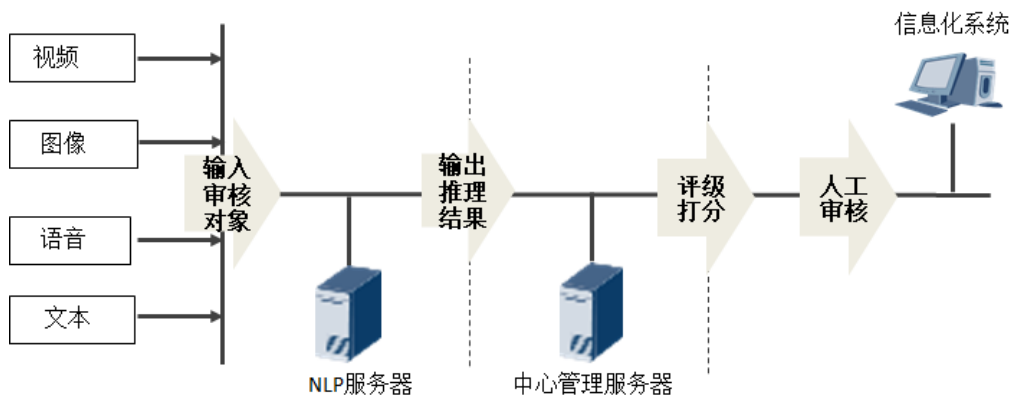 信息化系统
视频
图像
语音
文本
输入
审核
对象
输出
推理
结果
评级
打分
人工
审核
NLP服务器
中心管理服务器